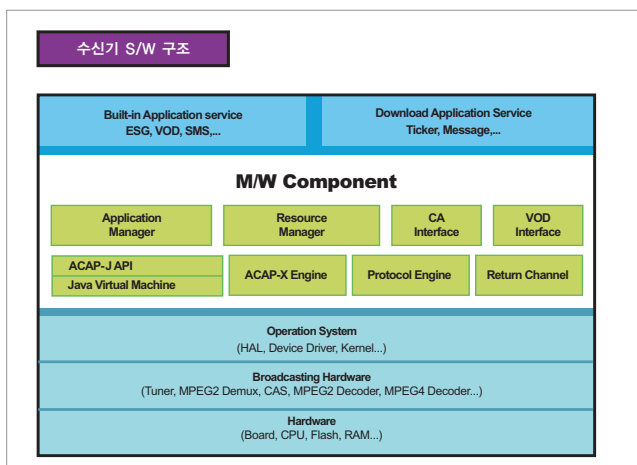 수신기 S/W 구조
Built-in Application service
ESG, VOD, SMS,...
Download Application Service
Ticker, Message,...
M/W Component
Application
Manager
Resource
Manager
CA
Interface
VOD
Interface
ACAP-J API
Java Virtual Machine
ACAP-X Engine
Protocol Engine
Return Channel
Operation System
(HAL, Device Driver, Kernel...)
Broadcasting Hardware
(Tuner, MPEG2 Demux, CAS, MPEG2 Decoder, MPEG4 Decoder...)
Hardware
(Board, CPU, Flash, RAM...)